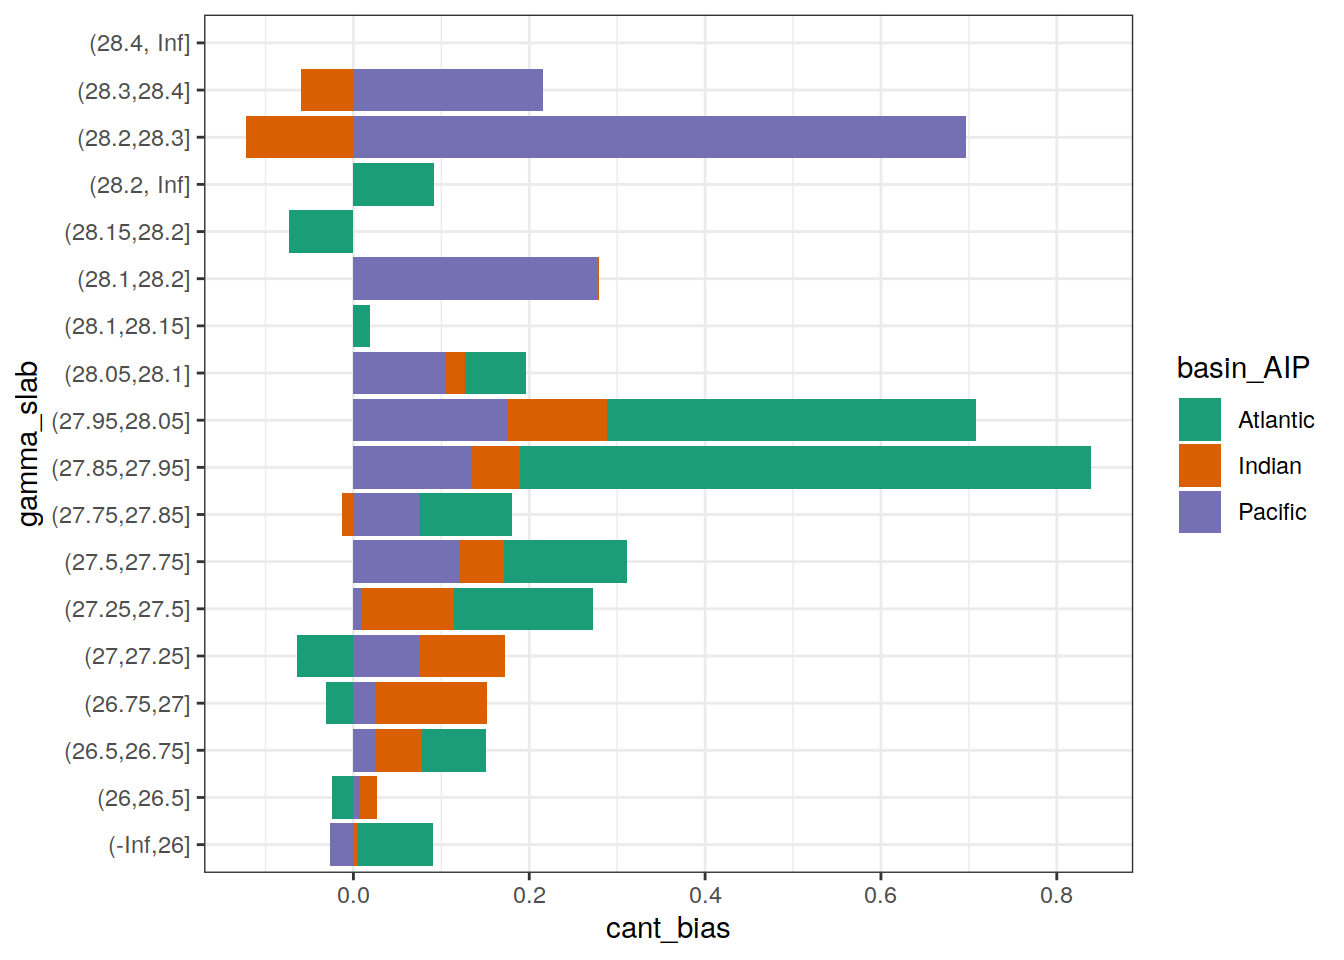 (28.4, Inf]
(28.3,28.4]
(28.2,28.3]
(28.2, Inf]
(28.15,28.2]
(28.1,28.2]
(28.1,28.15]
(28.05,28.1]
(27.95,28.05]
(27.85,27.95]
(27.75,27.85]
(27.5,27.75]
(27.25,27.5]
(27,27.25]
(26.75,27]
(26.5,26.75]
(26,26.5]
(-Inf,26]
gamma_slab
0.0 0.2 0.4 0.6 0.8
cant_bias
basin_AIP
Atlantic
Indian
Pacific